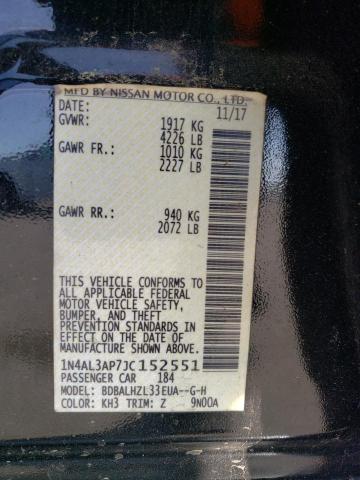 MFD BY NISSAN MOTOR CO., LTD.
DATE: 11/17
GVWR: 1917 KG
4226 LB
GAWR FR.: 1010 KG
2227 LB
GAWR RR.: 940 KG
2072 LB
THIS VEHICLE CONFORMS TO
ALL APPLICABLE FEDERAL
MOTOR VEHICLE SAFETY,
BUMPER, AND THEFT
PREVENTION STANDARDS IN
EFFECT ON THE DATE OF
MANUFACTURE SHOWN ABOVE.
1N4AL3AP7JC152551
PASSENGER CAR 184
MODEL: BDBALHZL33EUA--G-H
COLOR: KH3 TRIM: Z 9N00A